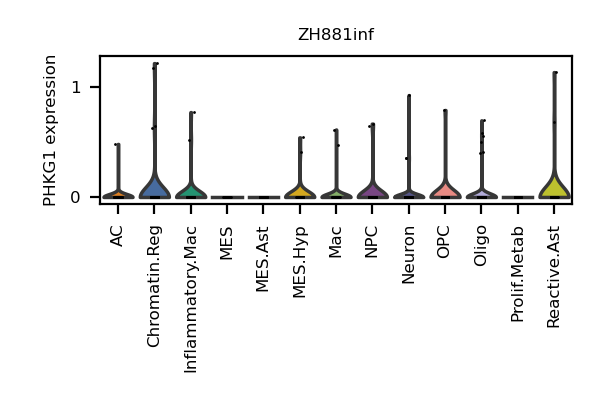 ZH881inf
PHKG1 expression
1
0
AC
Chromatin.Reg
Inflammatory.Mac
MES
MES.Ast
MES.Hyp
Mac
NPC
Neuron
OPC
Oligo
Prolif.Metab
Reactive.Ast